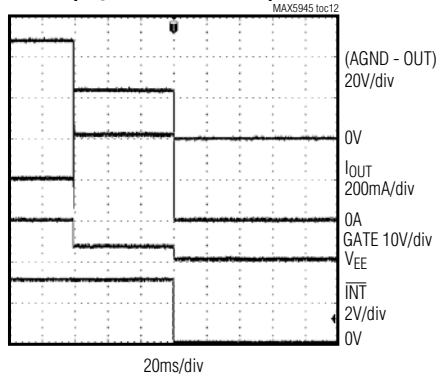 MAX5945 toc12
(AGND - OUT)
20V/div
0V
IOUT
200mA/div
0A
GATE 10V/div
VEE
INT
2V/div
0V
20ms/div